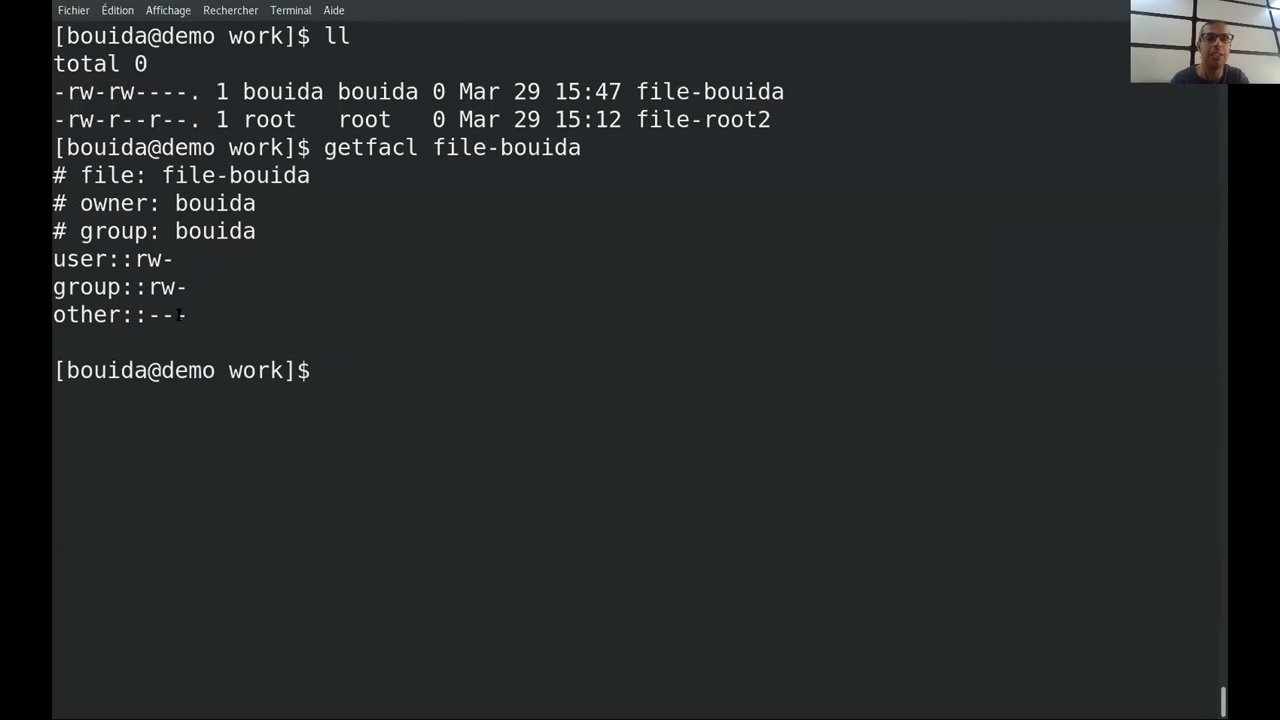 Fichier Édition Affichage Rechercher Terminal Aide
[bouida@demo work]$ ll
total 0
-rw-rw----. 1 bouida bouida 0 Mar 29 15:47 file-bouida
-rw-r--r--. 1 root   root   0 Mar 29 15:12 file-root2
[bouida@demo work]$ getfacl file-bouida
# file: file-bouida
# owner: bouida
# group: bouida
user::rw-
group::rw-
other::---
[bouida@demo work]$